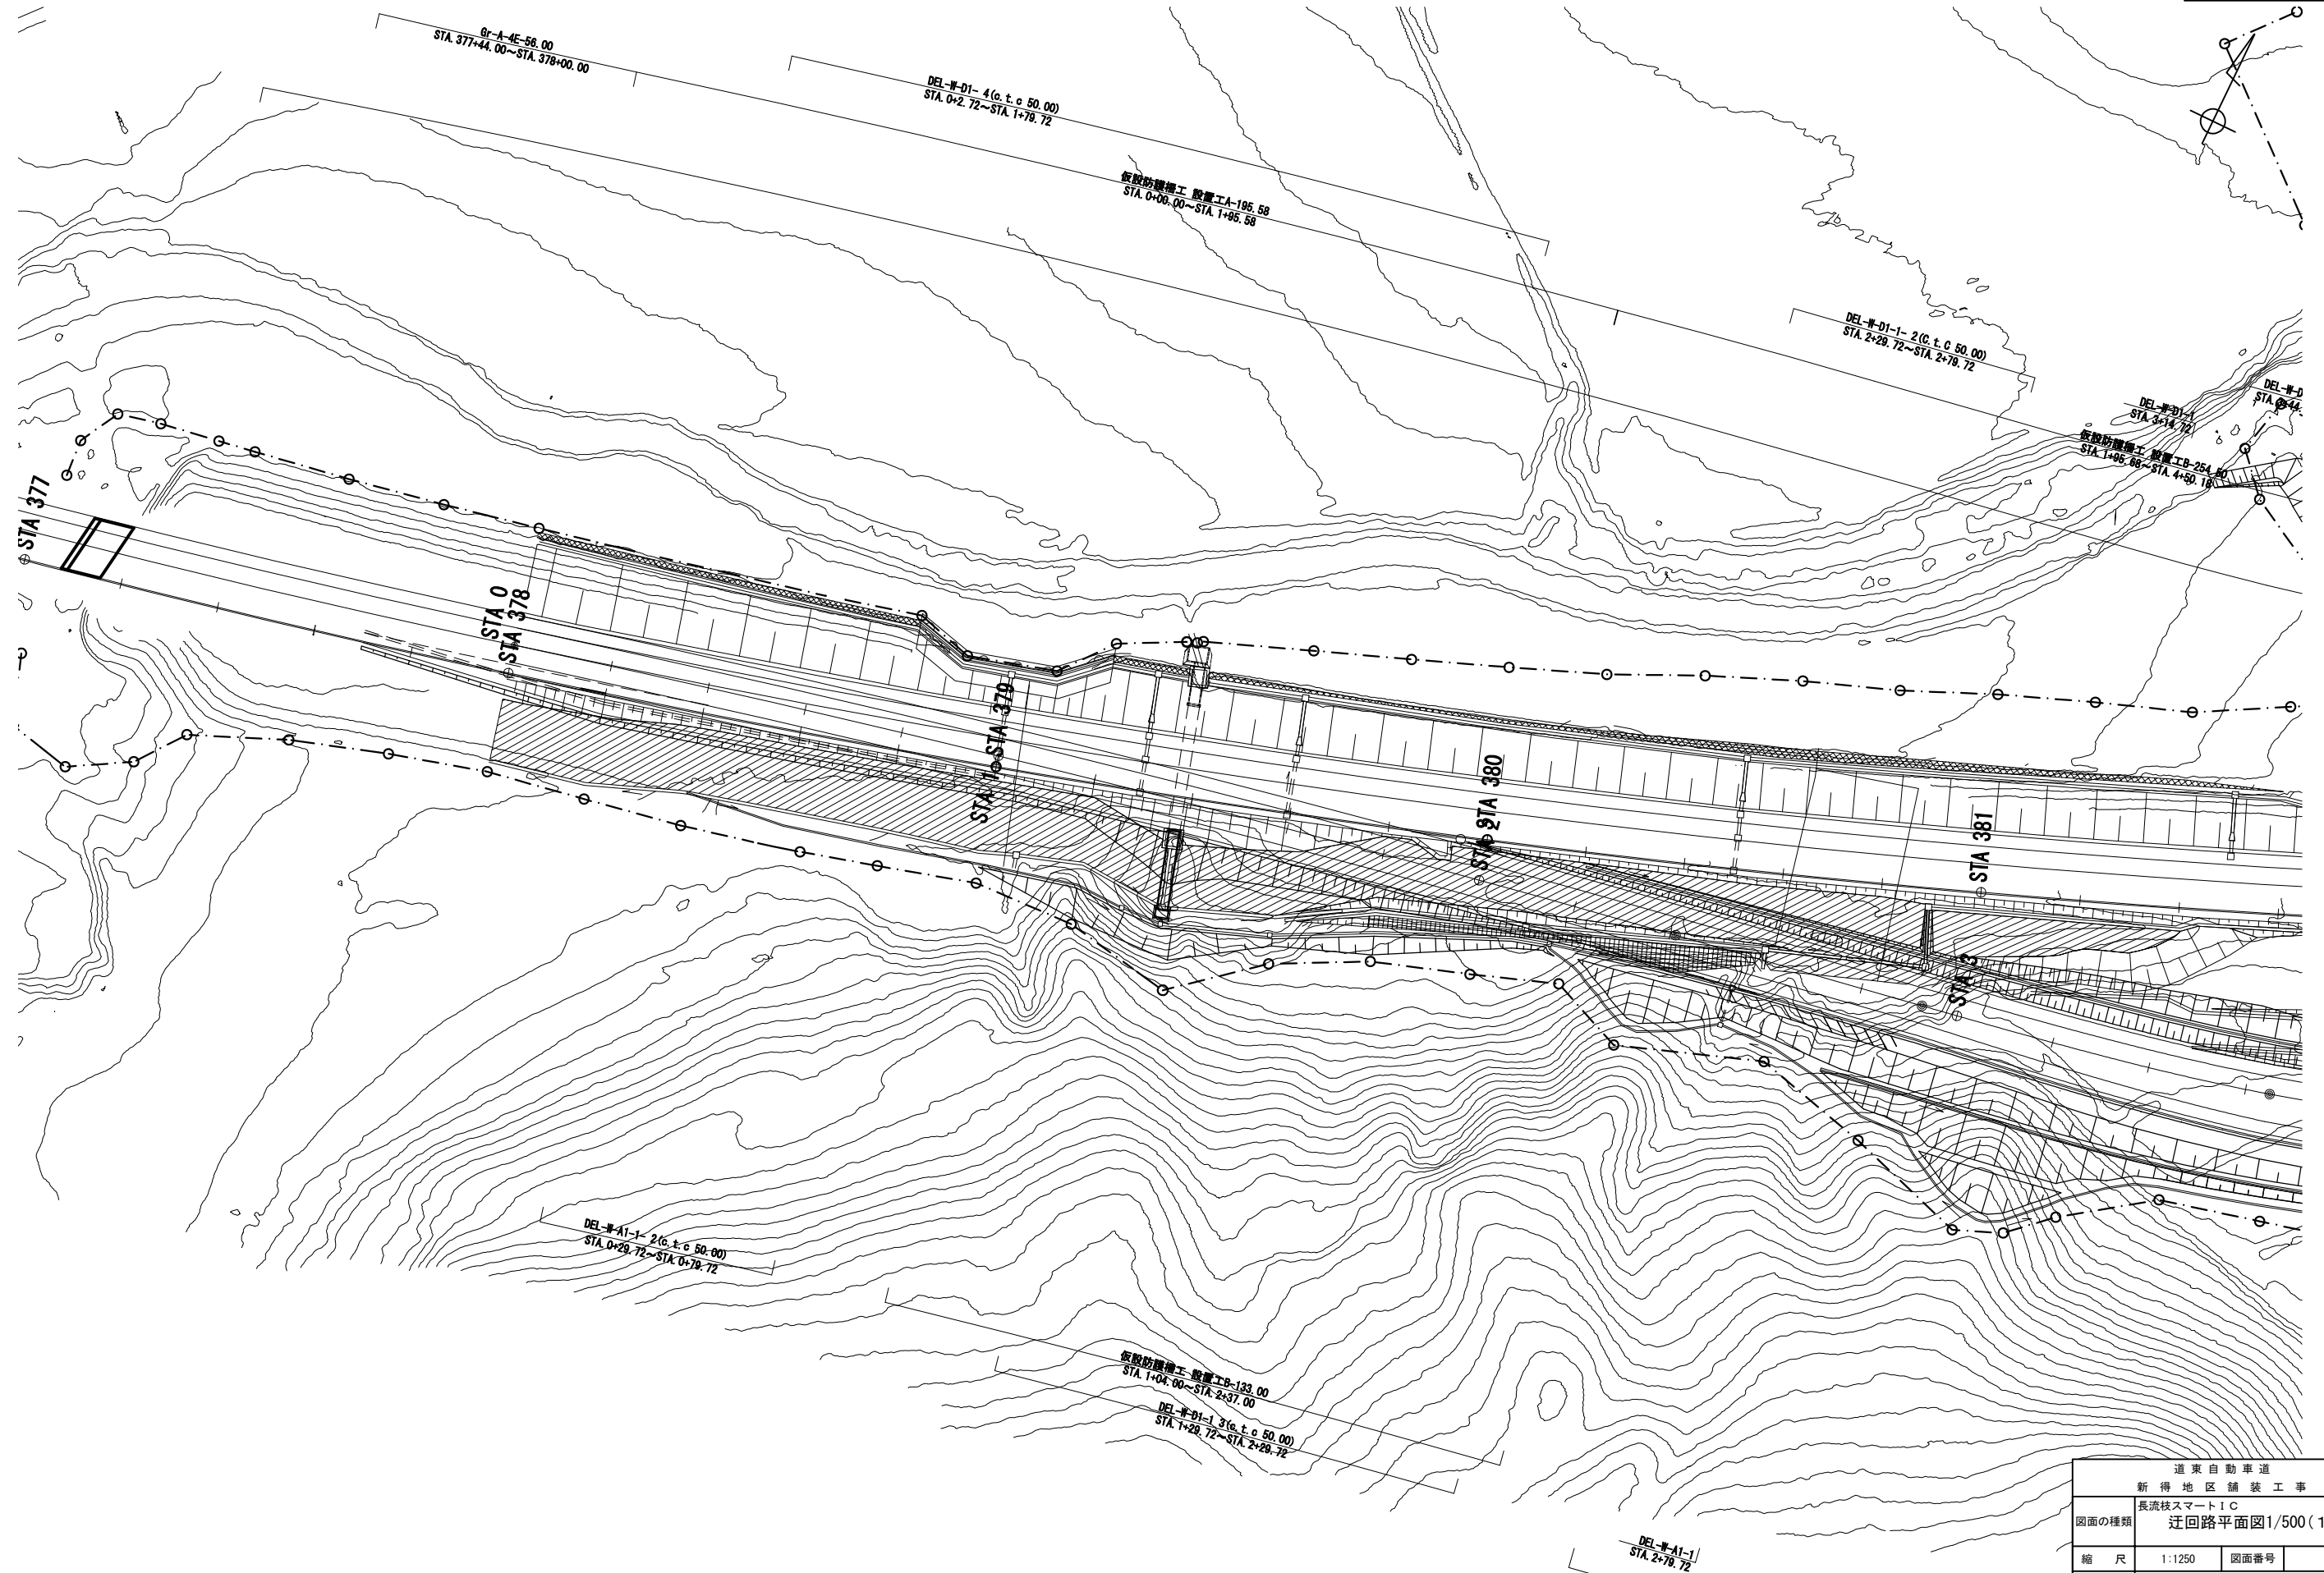 Gr-A-4E-56.00
STA.377+44.00～STA.378+00.00
DEL-W-D1- 4(c.t.c 50.00)
STA.0+2.72～STA.1+79.72
仮設防護柵工 設置工A-195.58
STA.0+00.00～STA.1+95.58
DEL-W-D1-1- 2(C.t.C 50.00)
STA.2+29.72～STA.2+79.72
DEL-W-D1-1
STA.3+14.72
DEL-W-D
仮設防護柵工 設置工B-254.50
STA.1+95.68～STA.4+50.18
STA 377
STA 0
STA 378
STA 379
STA 1
STA 380
STA 2
STA 381
STA 3
DEL-W-A1-1- 2(c.t.c 50.00)
STA.0+29.72～STA.0+79.72
仮設防護柵工 設置工B-133.00
STA.1+04.00～STA.2+37.00
DEL-W-D1-1 3(c.t.c 50.00)
STA.1+29.72～STA.2+29.72
DEL-W-A1-1
STA.2+79.72
道東自動車道
新得地区舗装工事
図面の種類
長流枝スマートＩＣ
迂回路平面図1/500(1
縮 尺 1:1250 図面番号